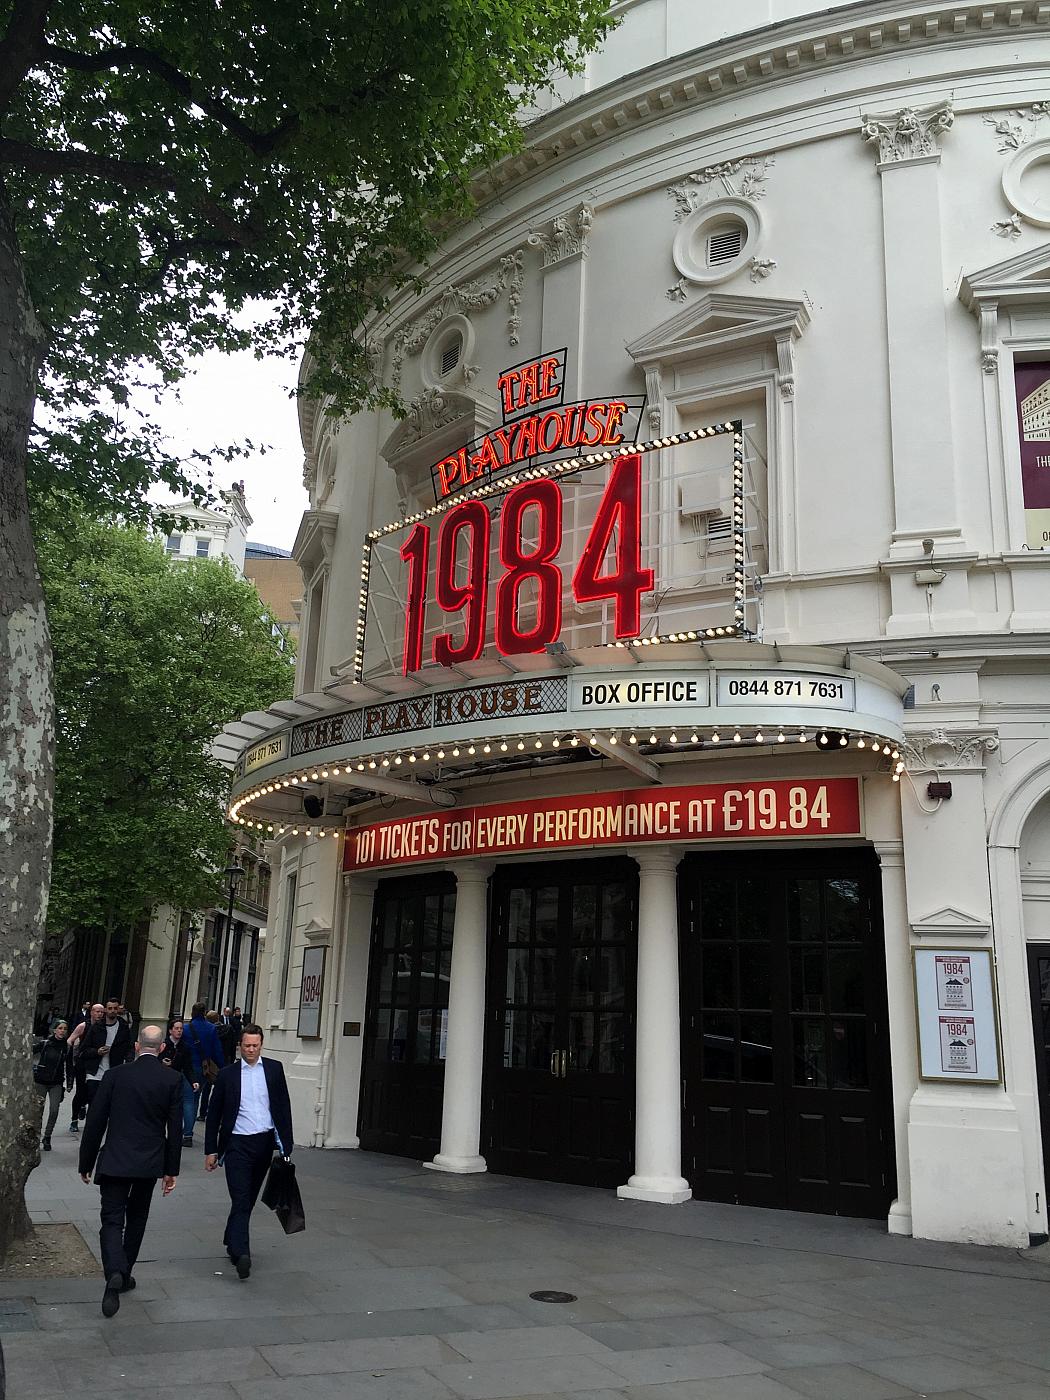 THE
PLAYHOUSE
1984
THE PLAYHOUSE
BOX OFFICE
0844 871 7631
0844 871 7631
101 TICKETS FOR EVERY PERFORMANCE AT £19.84
1984
1984
1984
THE